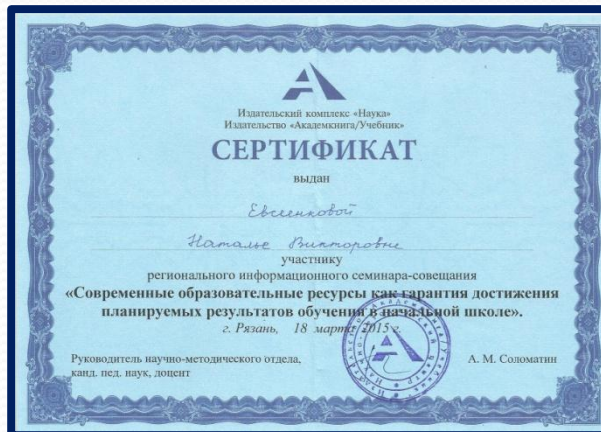 Издательский комплекс «Наука»
Издательство «Академкнига/Учебник»
СЕРТИФИКАТ
выдан
Евсеенковой
Наталье Викторовне
участнику
регионального информационного семинара-совещания
«Современные образовательные ресурсы как гарантия достижения
планируемых результатов обучения в начальной школе».
г. Рязань, 18 марта 2015 г.
Руководитель научно-методического отдела,
канд. пед. наук, доцент
А. М. Соломатин